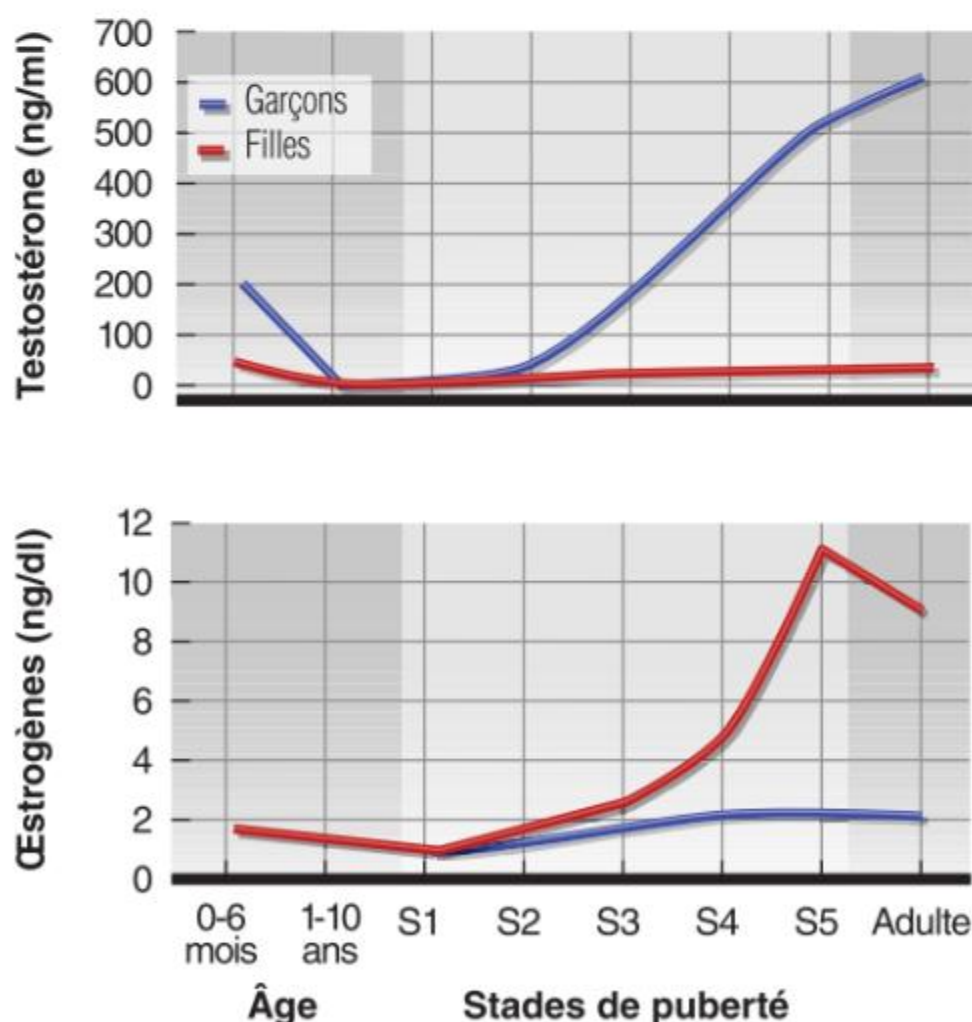 Testostérone (ng/ml)
700
600
500
400
300
200
100
0
Garçons
Filles
Œstrogènes (ng/dl)
12
10
8
6
4
2
0
0-6 mois
1-10 ans
S1
S2
S3
S4
S5
Adulte
Âge
Stades de puberté